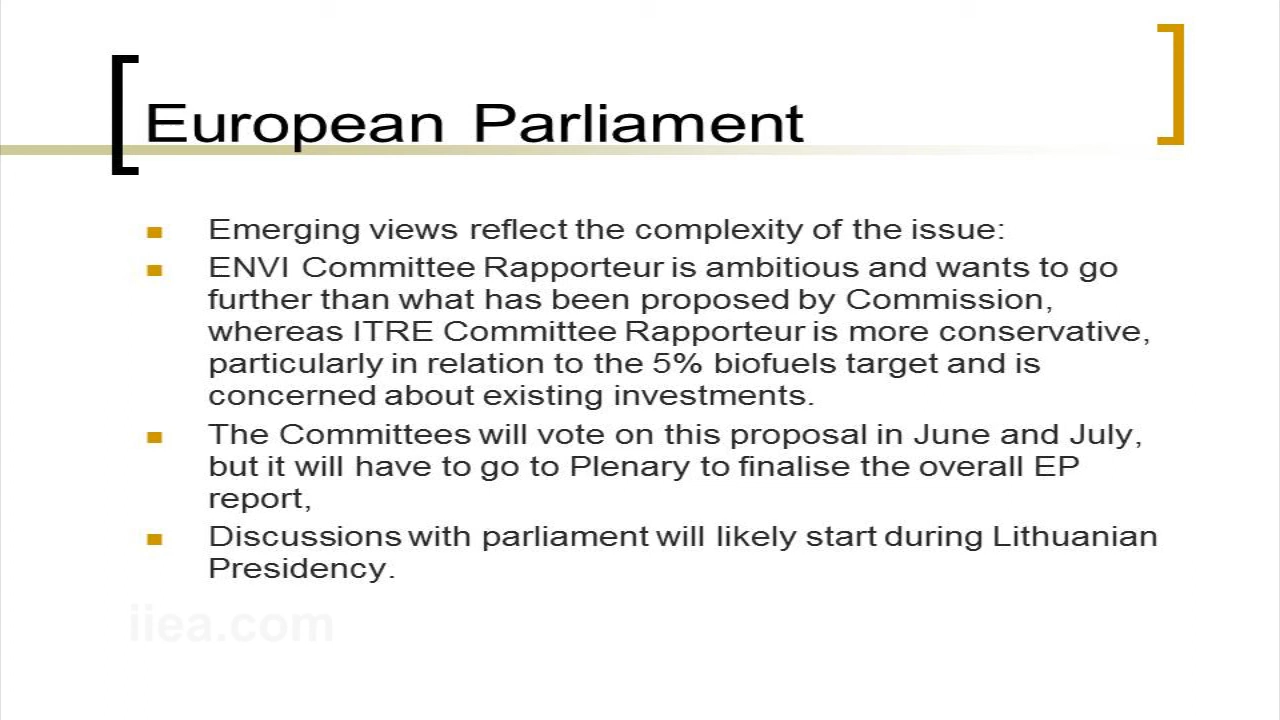 European Parliament
Emerging views reflect the complexity of the issue:
ENVI Committee Rapporteur is ambitious and wants to go
further than what has been proposed by Commission,
whereas ITRE Committee Rapporteur is more conservative,
particularly in relation to the 5% biofuels target and is
concerned about existing investments.
The Committees will vote on this proposal in June and July,
but it will have to go to Plenary to finalise the overall EP
report,
Discussions with parliament will likely start during Lithuanian
Presidency.
iiea.com